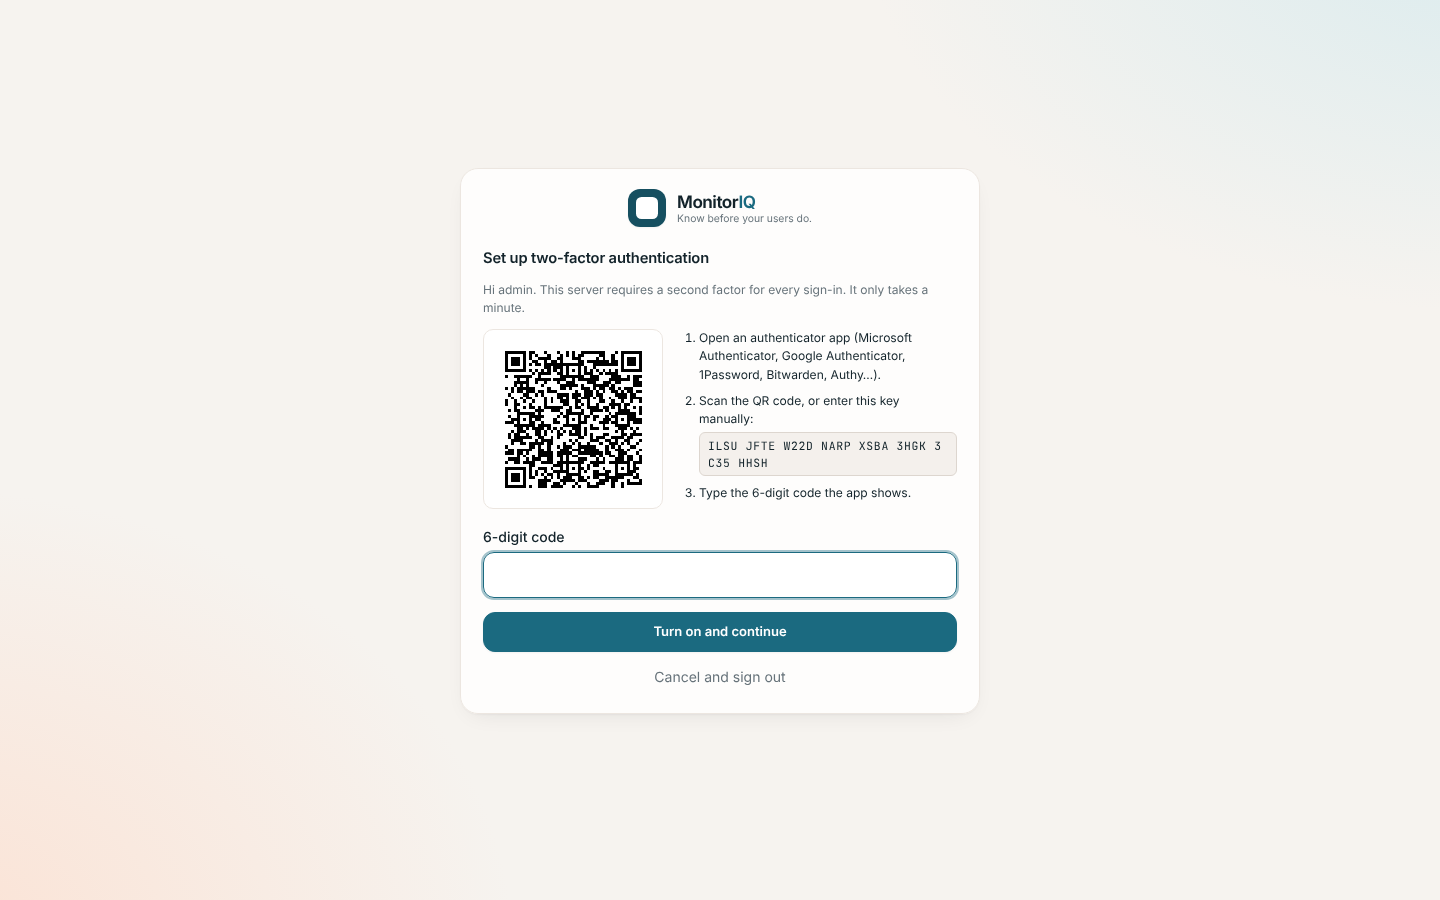 MonitorIQ
Know before your users do.
Set up two-factor authentication
Hi admin. This server requires a second factor for every sign-in. It only takes a
minute.
1. Open an authenticator app (Microsoft
Authenticator, Google Authenticator,
1Password, Bitwarden, Authy…).
2. Scan the QR code, or enter this key
manually:
ILSU JFTE W22D NARP XSBA 3HGK 3
C35 HHSH
3. Type the 6-digit code the app shows.
6-digit code
Turn on and continue
Cancel and sign out